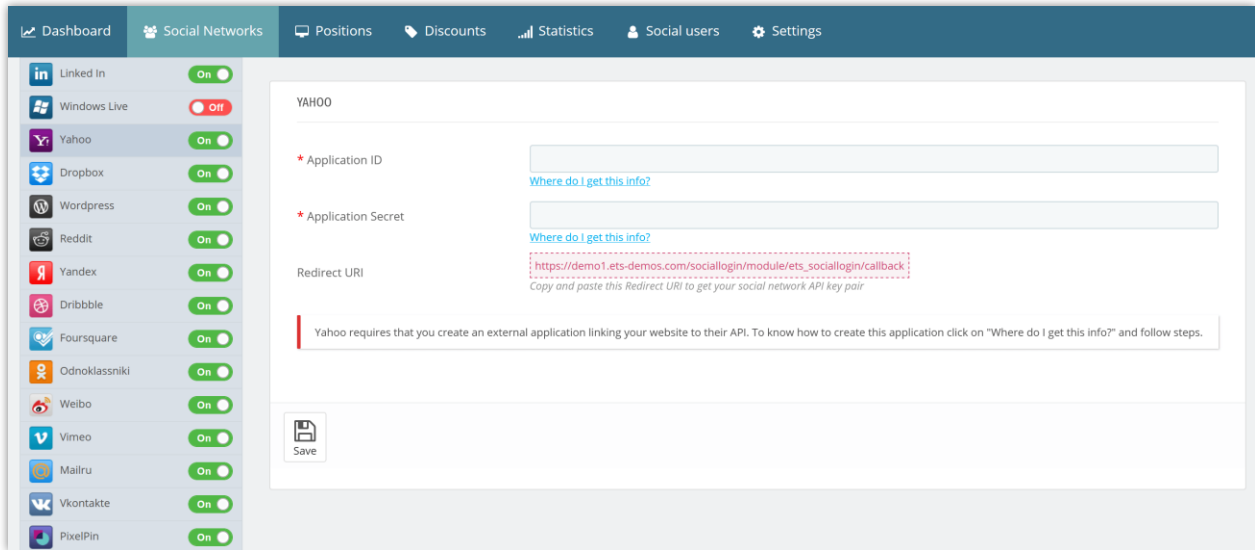 Dashboard Social Networks Positions Discounts Statistics Social users Settings
in Linked In On
Windows Live Off
Yahoo On
Dropbox On
Wordpress On
Reddit On
Yandex On
Dribbble On
Foursquare On
Odnoklassniki On
Weibo On
Vimeo On
Mailru On
Vkontakte On
PixelPin On
YAHOO
* Application ID
Where do I get this info?
* Application Secret
Where do I get this info?
Redirect URI https://demo1.ets-demos.com/sociallogin/module/ets_sociallogin/callback
Copy and paste this Redirect URI to get your social network API key pair
Yahoo requires that you create an external application linking your website to their API. To know how to create this application click on "Where do I get this info?" and follow steps.
Save